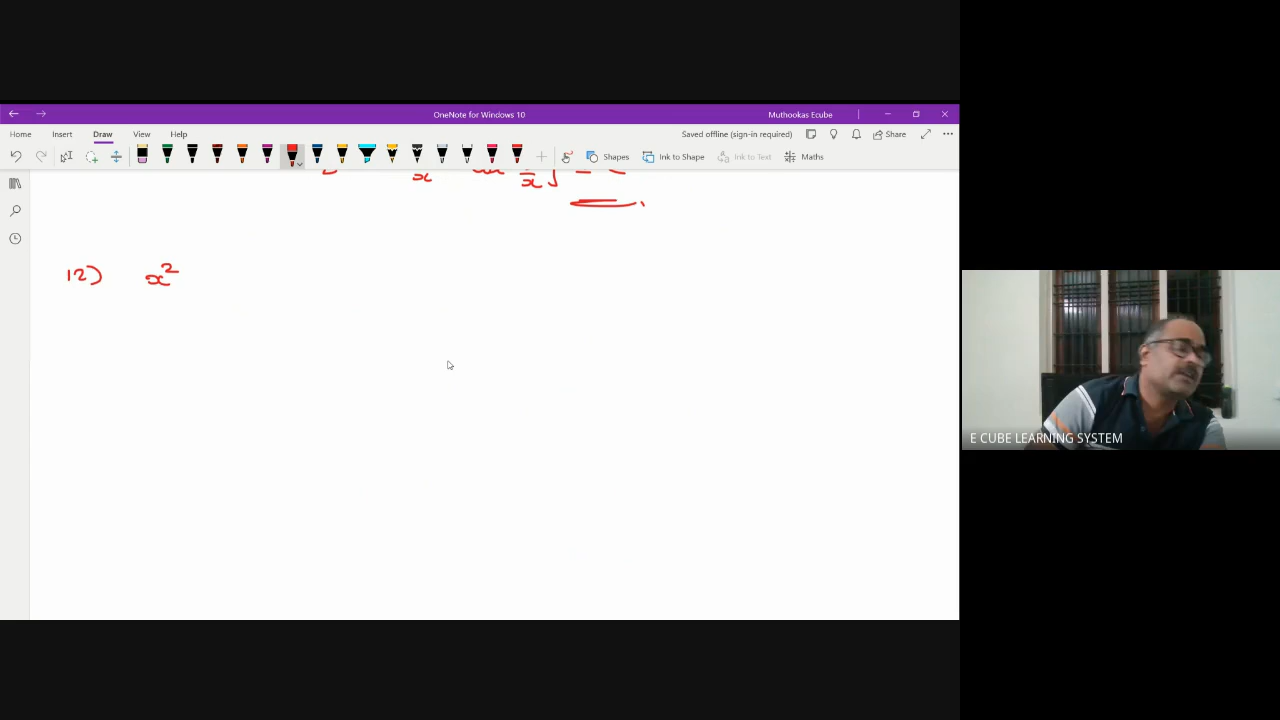 OneNote for Windows 10
Muthookas Ecube
Home Insert Draw View Help
Saved offline (sign-in required) Share
Shapes Ink to Shape Ink to Text Maths
12) x²
E CUBE LEARNING SYSTEM